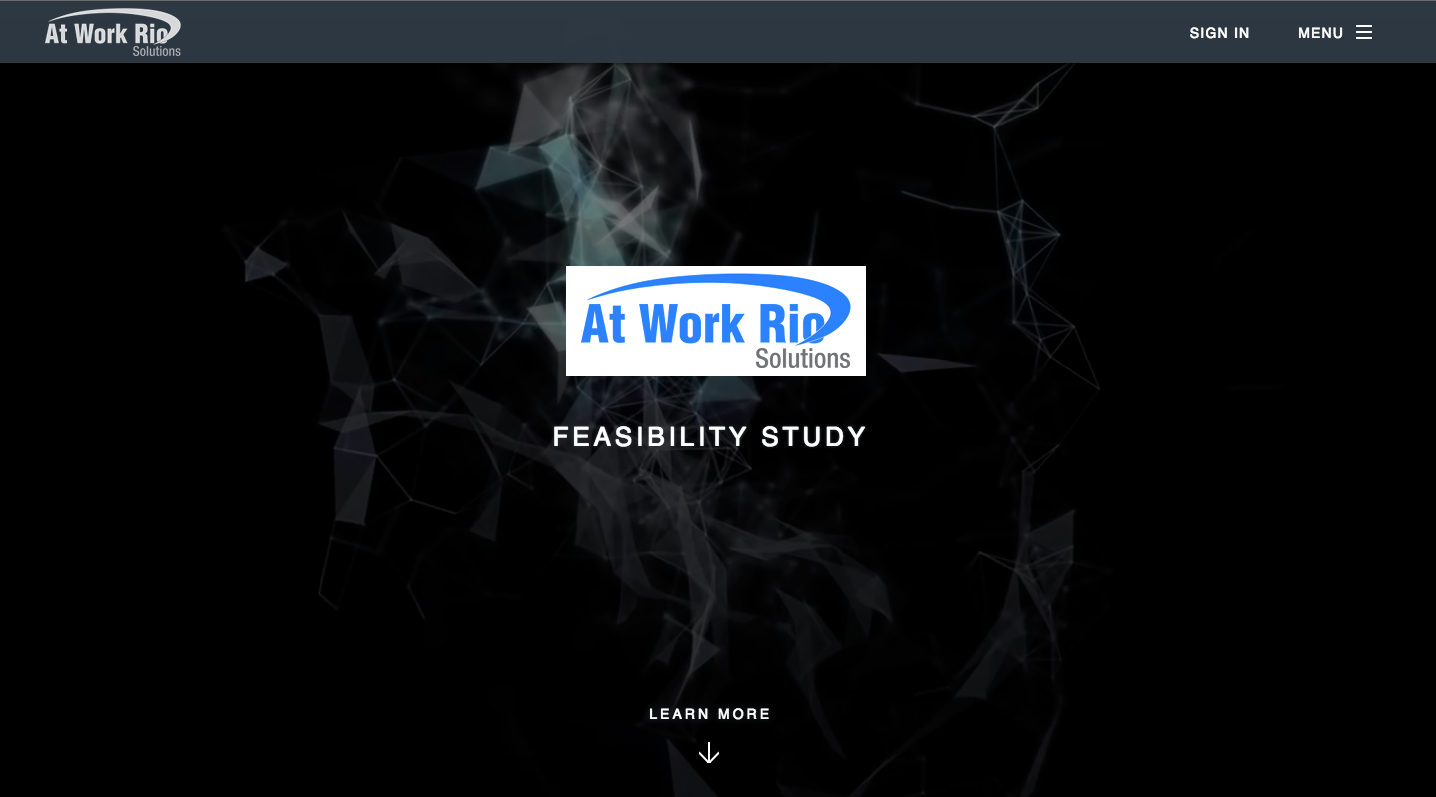 At Work Rio
Solutions
SIGN IN
MENU
At Work Rio
Solutions
FEASIBILITY STUDY
LEARN MORE